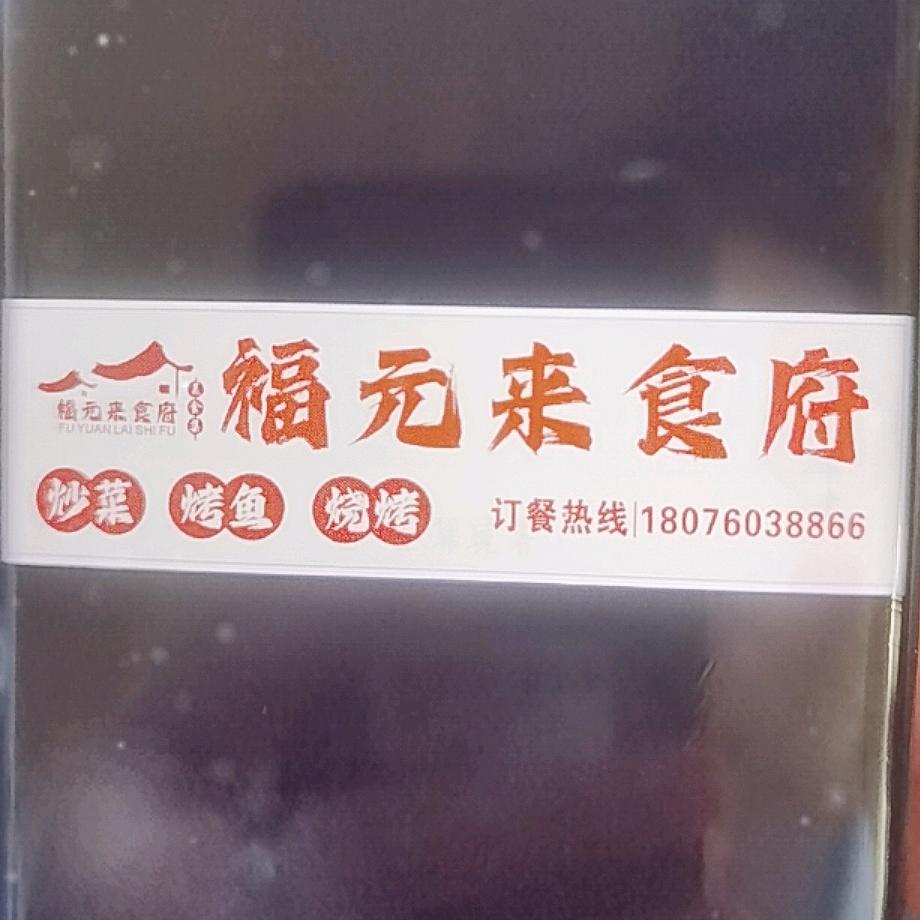 福元来食府
福元来食府
FU YUAN LAI SHI FU
炒菜 烤鱼 烧烤
订餐热线|18076038866